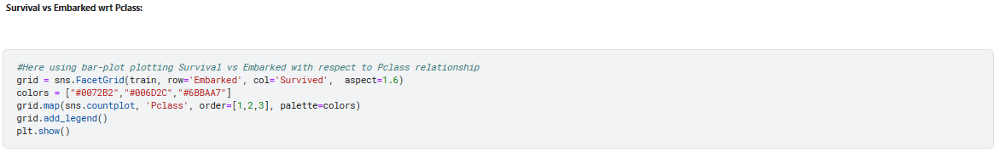 Survival vs Embarked wrt Pclass:
#Here using bar-plot plotting Survival vs Embarked with respect to Pclass relationship
grid = sns.FacetGrid(train, row='Embarked', col='Survived',  aspect=1.6)
colors = ["#0072B2","#006D2C","#6BBAA7"]
grid.map(sns.countplot, 'Pclass', order=[1,2,3], palette=colors)
grid.add_legend()
plt.show()